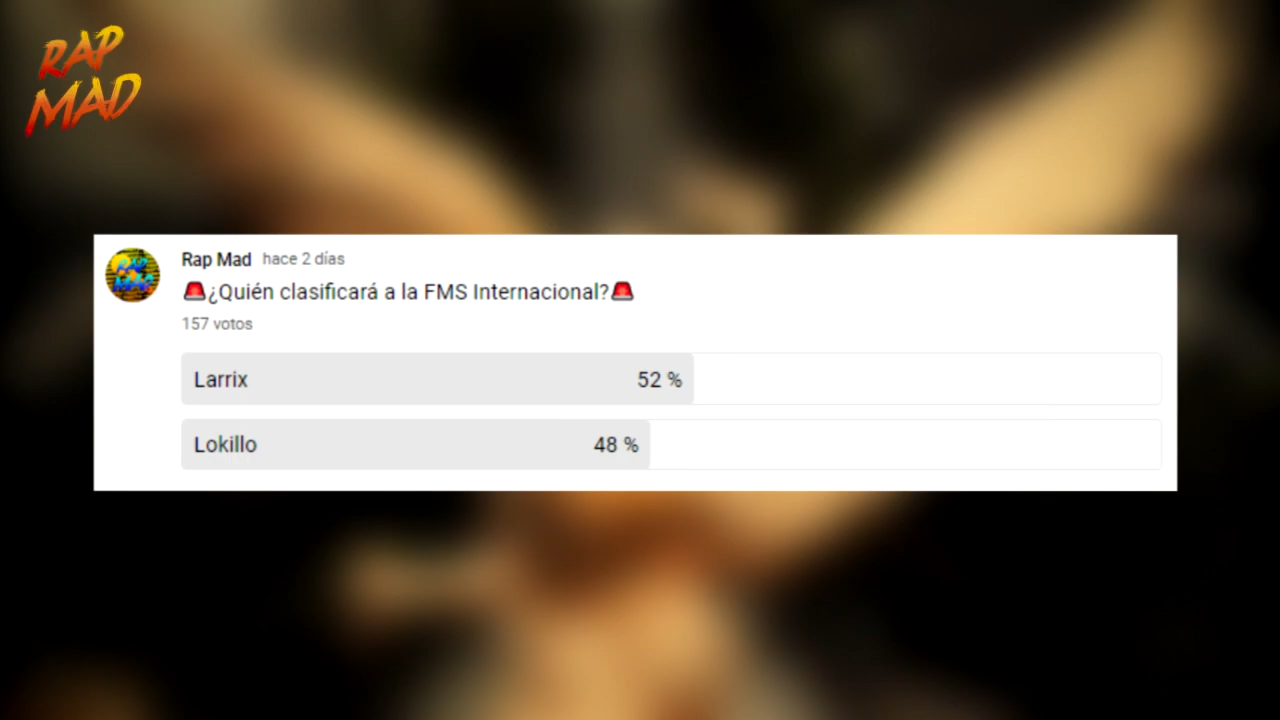 RAP
MAD
Rap Mad hace 2 días
🚨¿Quién clasificará a la FMS Internacional?🚨
157 votos
Larrix 52 %
Lokillo 48 %